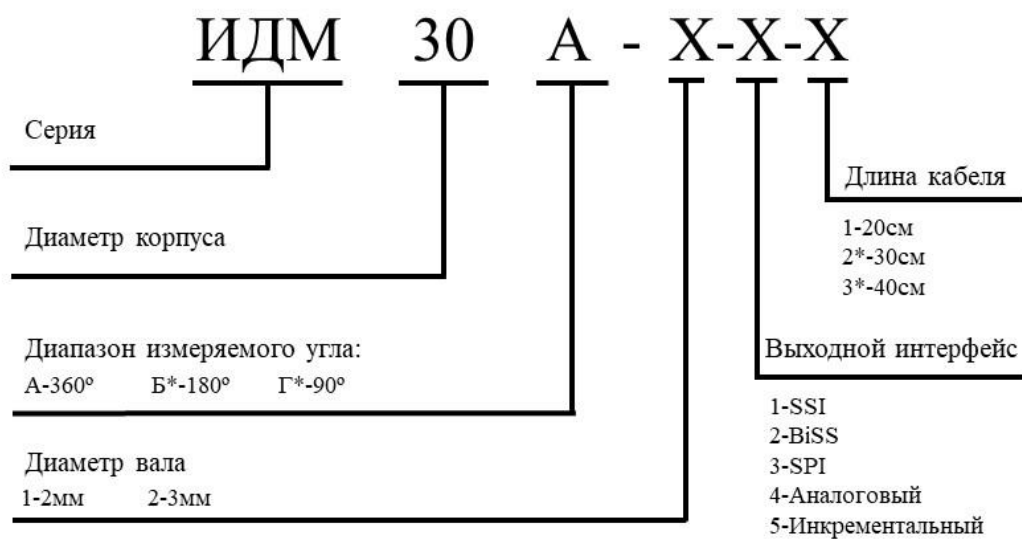 ИДМ 30 А - Х-Х-Х
Серия
Длина кабеля
1-20см
2*-30см
3*-40см
Диаметр корпуса
Диапазон измеряемого угла:
А-360º Б*-180º Г*-90º
Выходной интерфейс
1-SSI
2-BiSS
3-SPI
4-Аналоговый
5-Инкрементальный
Диаметр вала
1-2мм 2-3мм